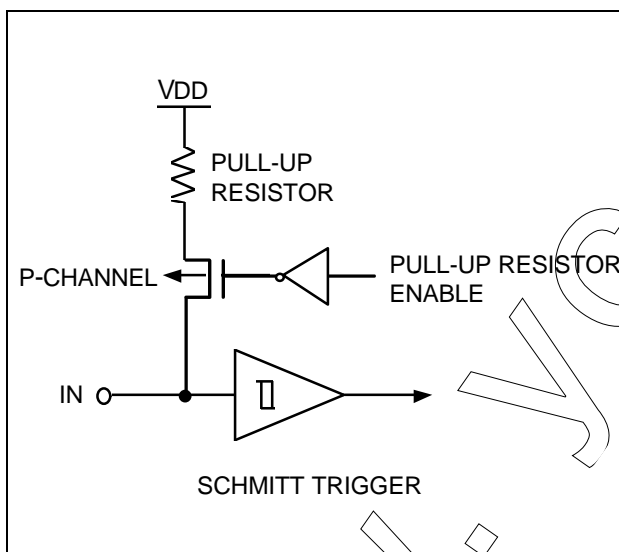 VDD
PULL-UP
RESISTOR
P-CHANNEL
PULL-UP RESISTOR
ENABLE
IN
SCHMITT TRIGGER